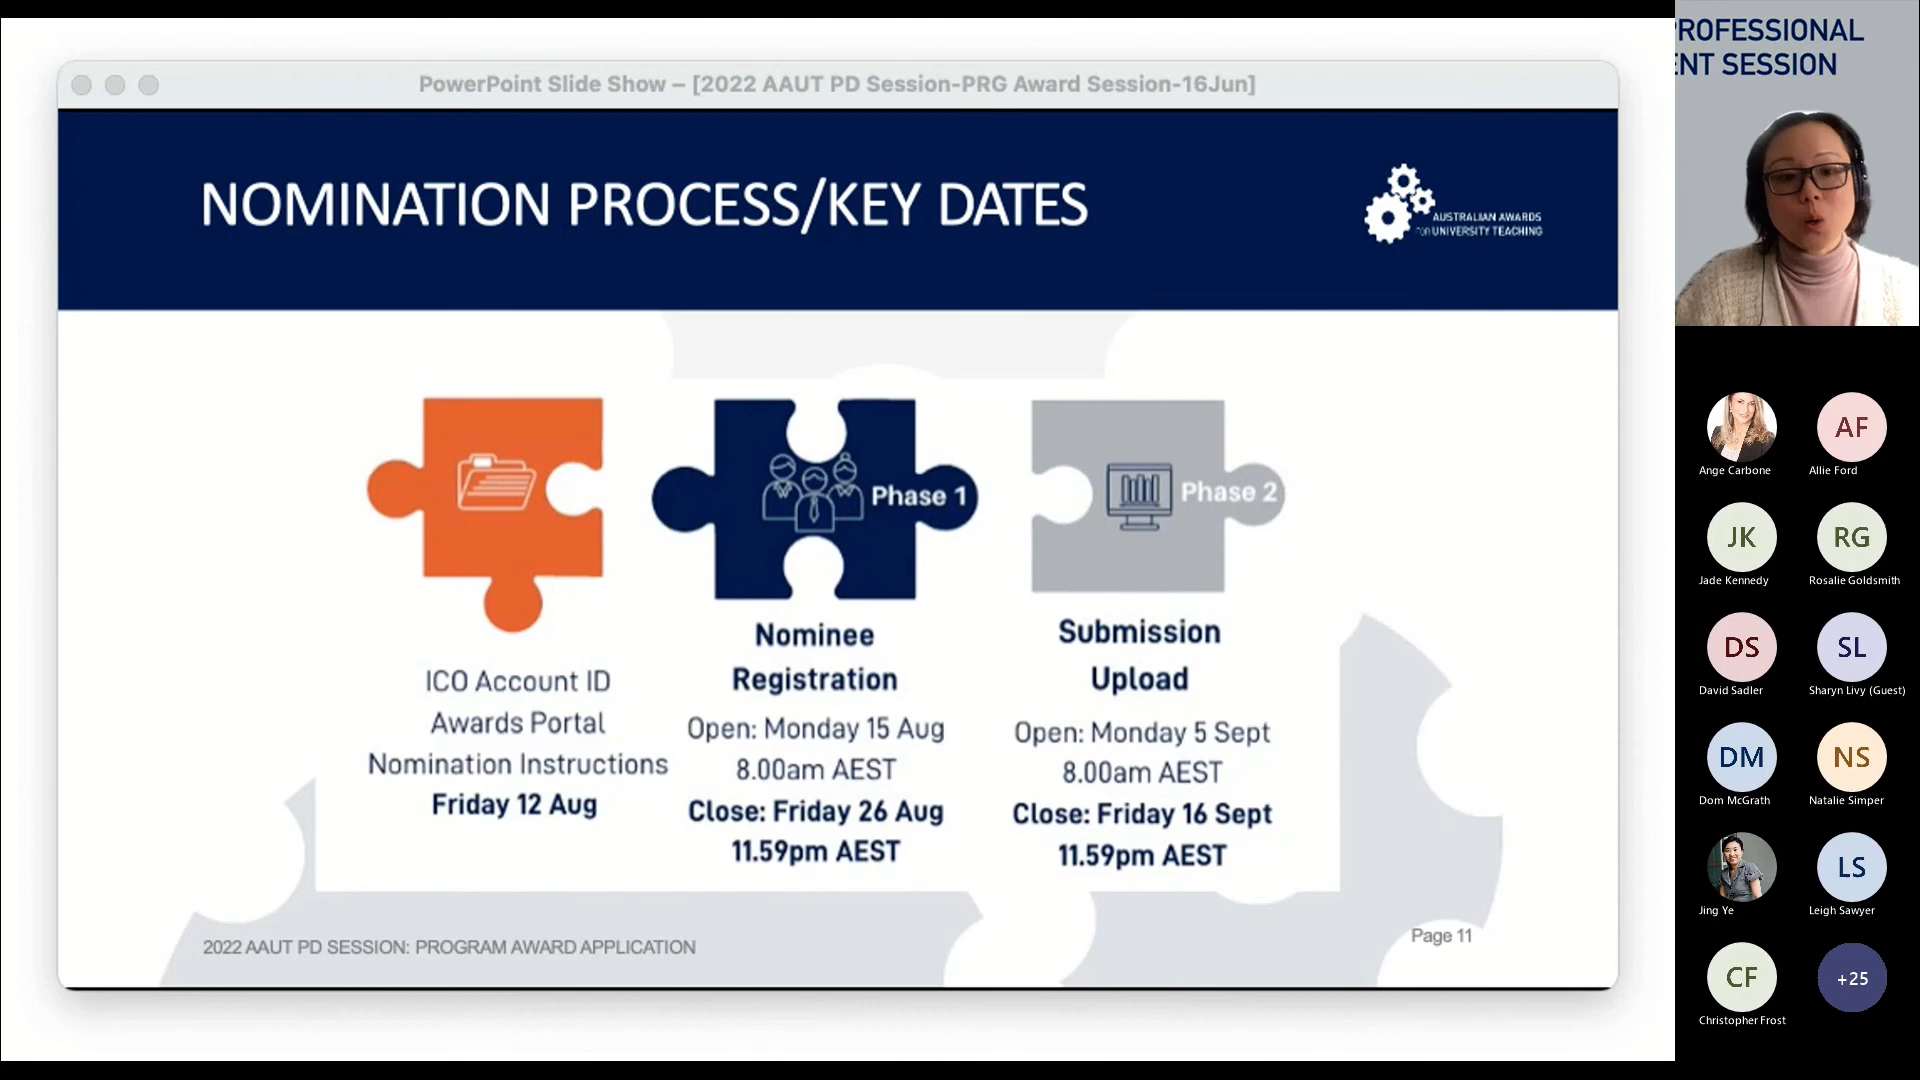 PowerPoint Slide Show – [2022 AAUT PD Session-PRG Award Session-16Jun]
NOMINATION PROCESS/KEY DATES
AUSTRALIAN AWARDS
for UNIVERSITY TEACHING
Phase 1
Phase 2
ICO Account ID
Awards Portal
Nomination Instructions
Friday 12 Aug
Nominee
Registration
Open: Monday 15 Aug
8.00am AEST
Close: Friday 26 Aug
11.59pm AEST
Submission
Upload
Open: Monday 5 Sept
8.00am AEST
Close: Friday 16 Sept
11.59pm AEST
2022 AAUT PD SESSION: PROGRAM AWARD APPLICATION
Page 11
ROFESSIONAL
NT SESSION
Ange Carbone
AF
Allie Ford
JK
Jade Kennedy
RG
Rosalie Goldsmith
DS
David Sadler
SL
Sharyn Livy (Guest)
DM
Dom McGrath
NS
Natalie Simper
Jing Ye
LS
Leigh Sawyer
CF
Christopher Frost
+25